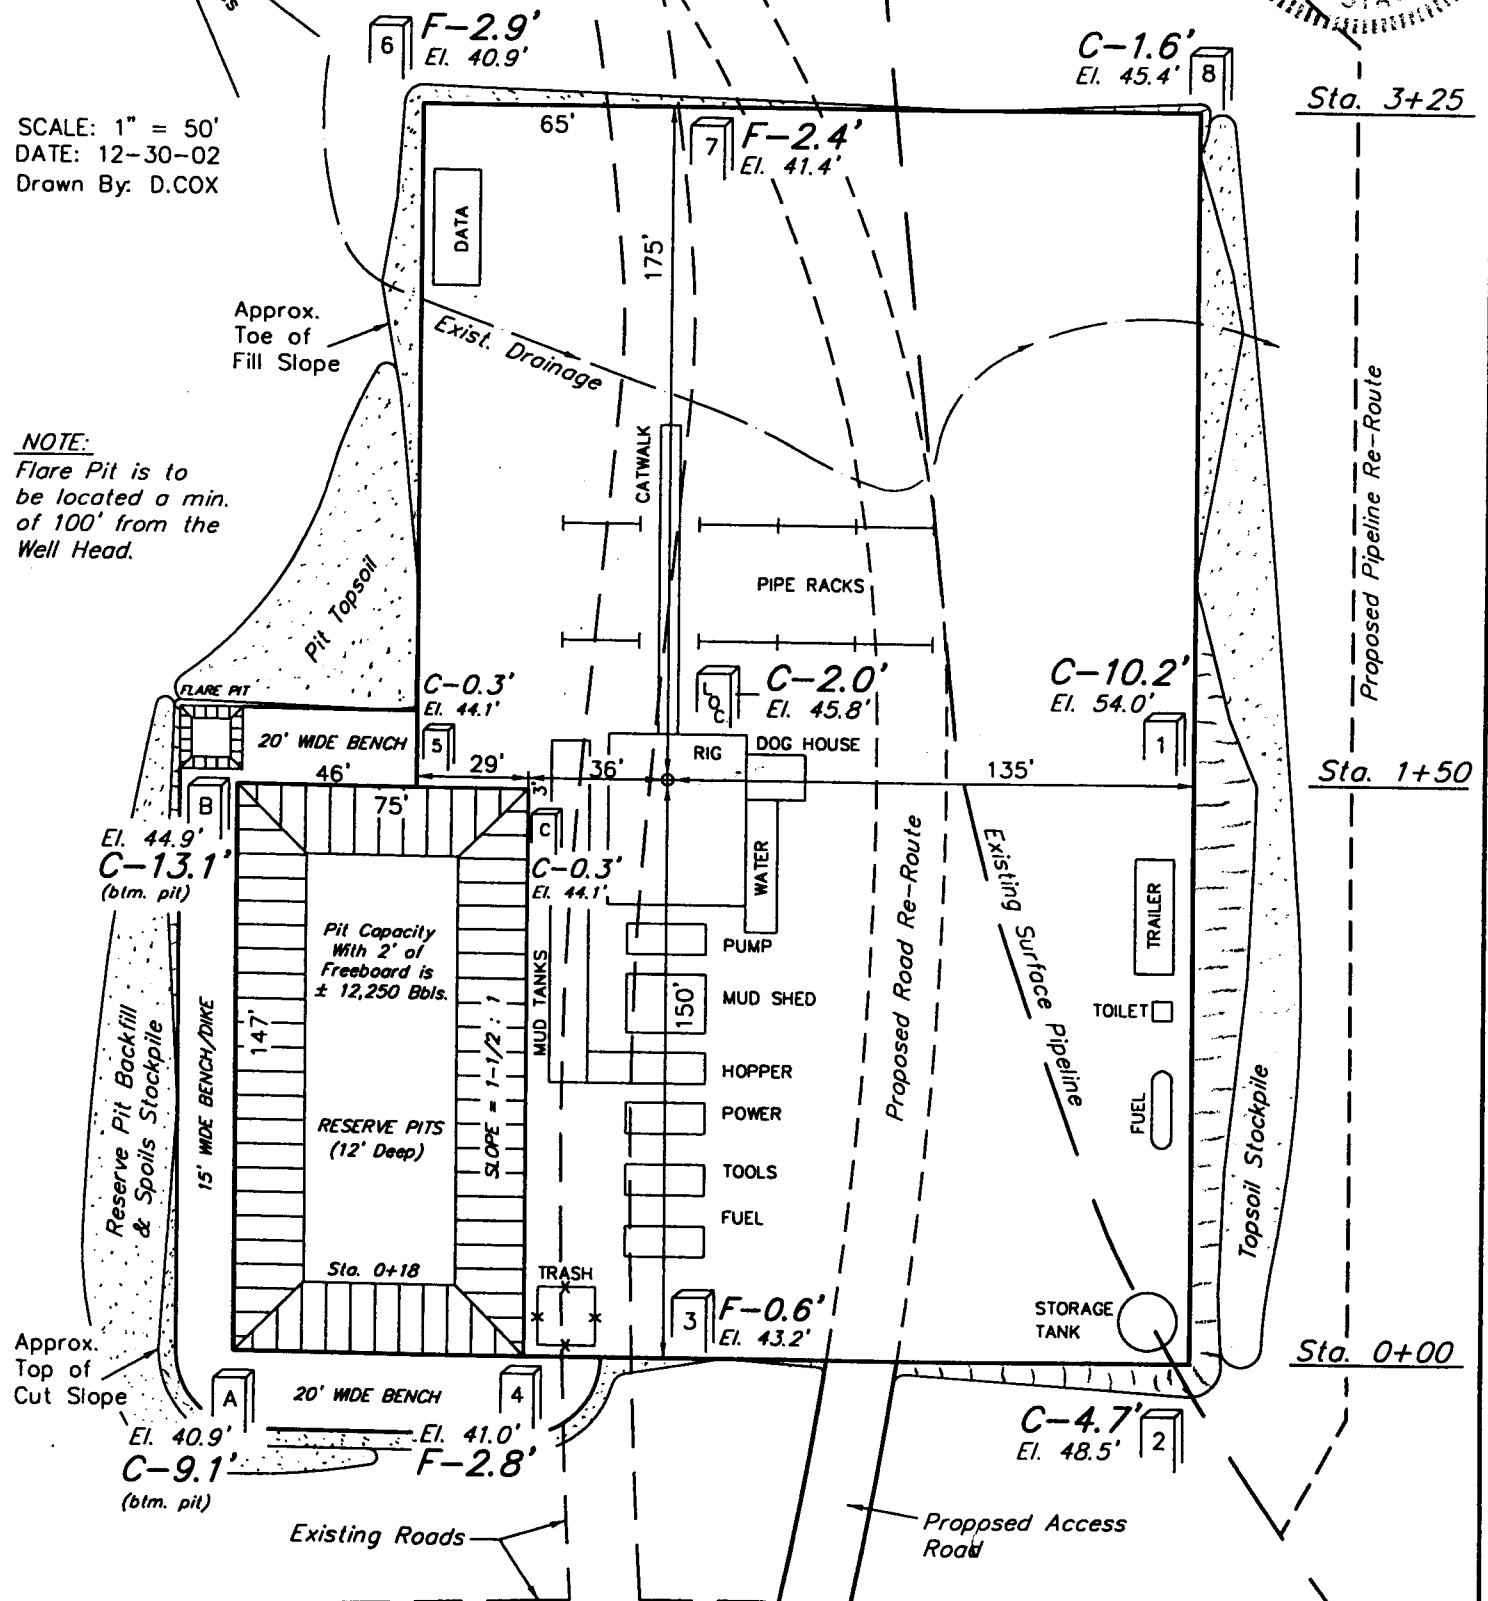 STA
6
F-2.9'
El. 40.9'
C-1.6'
El. 45.4'
8
Sta. 3+25
SCALE: 1" = 50'
DATE: 12-30-02
Drawn By: D.COX
65'
7
F-2.4'
El. 41.4'
DATA
175'
Approx.
Toe of
Fill Slope
Exist. Drainage
Proposed Pipeline Re-Route
NOTE:
Flare Pit is to
be located a min.
of 100' from the
Well Head.
CATWALK
Pit Topsoil
PIPE RACKS
C-0.3'
El. 44.1'
LOC.
C-2.0'
El. 45.8'
C-10.2'
El. 54.0'
FLARE PIT
20' WIDE BENCH
5
RIG
DOG HOUSE
1
46'
29'
36'
135'
Sta. 1+50
3'
75'
B
El. 44.9'
C-13.1'
(btm. pit)
C
C-0.3'
El. 44.1'
WATER
Existing Surface Pipeline
Proposed Road Re-Route
TRAILER
Pit Capacity
With 2' of
Freeboard is
± 12,250 Bbls.
PUMP
MUD TANKS
MUD SHED
150'
TOILET
147'
SLOPE = 1-1/2 : 1
Reserve Pit Backfill
& Spoils Stockpile
15' WIDE BENCH/DIKE
HOPPER
POWER
FUEL
RESERVE PITS
(12' Deep)
TOOLS
FUEL
Topsoil Stockpile
Sta. 0+18
TRASH
3
F-0.6'
El. 43.2'
STORAGE
TANK
Approx.
Top of
Cut Slope
Sta. 0+00
A
20' WIDE BENCH
4
El. 40.9'
C-9.1'
(btm. pit)
El. 41.0'
F-2.8'
C-4.7'
El. 48.5'
2
Existing Roads
Proposed Access
Road